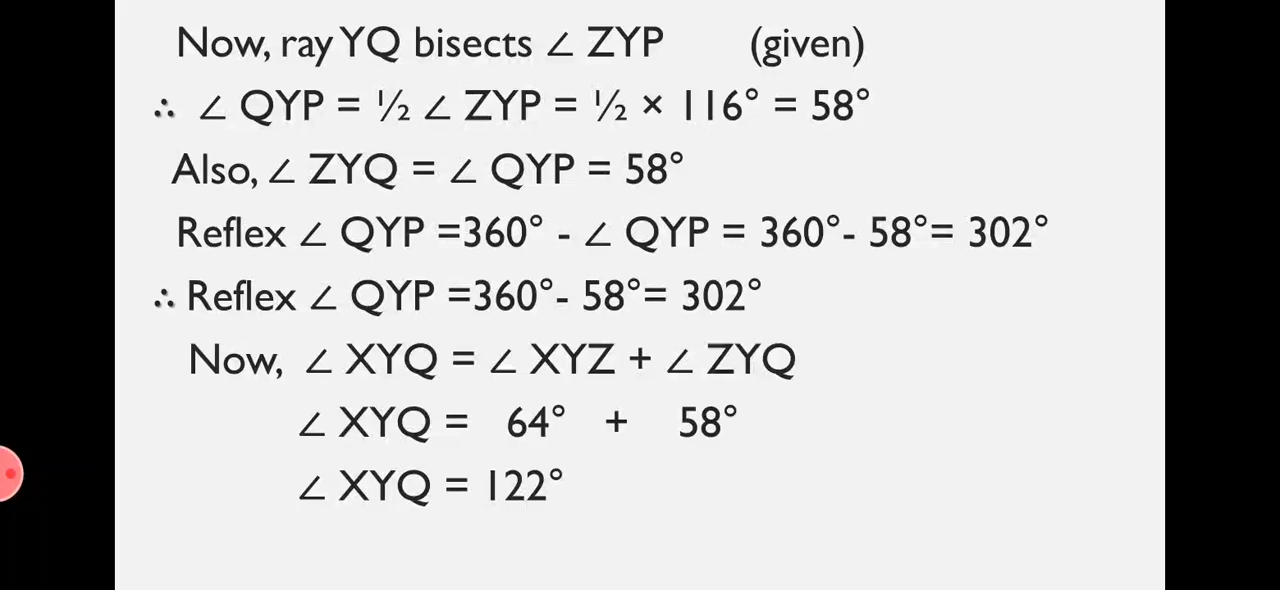 Now, ray YQ bisects ∠ ZYP (given)
∴ ∠ QYP = ½ ∠ ZYP = ½ × 116° = 58°
Also, ∠ ZYQ = ∠ QYP = 58°
Reflex ∠ QYP =360° - ∠ QYP = 360°- 58°= 302°
∴ Reflex ∠ QYP =360°- 58°= 302°
Now, ∠ XYQ = ∠ XYZ + ∠ ZYQ
∠ XYQ = 64° + 58°
∠ XYQ = 122°